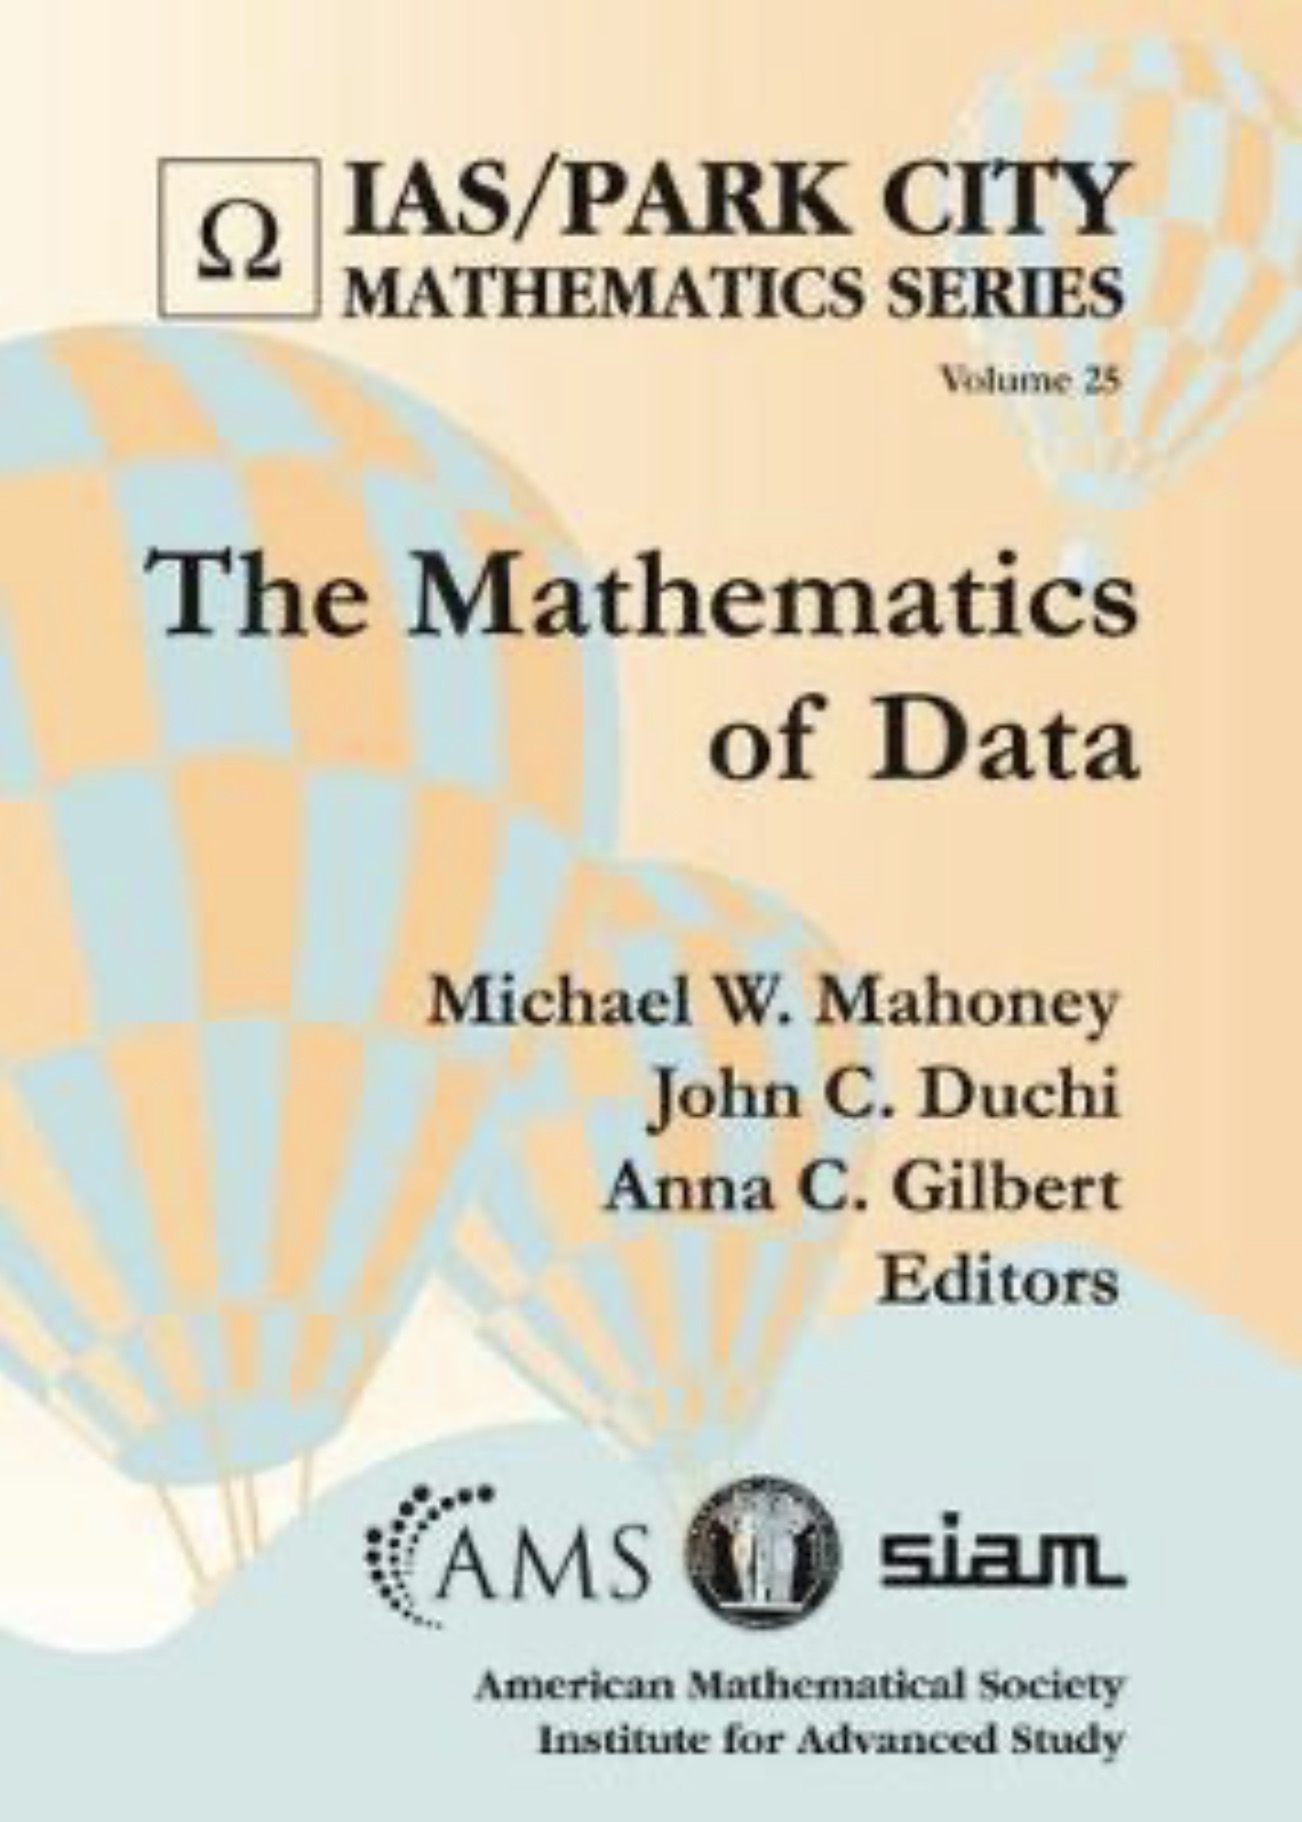 Ω
IAS/PARK CITY
MATHEMATICS SERIES
Volume 25
The Mathematics
of Data
Michael W. Mahoney
John C. Duchi
Anna C. Gilbert
Editors
AMS
siam
American Mathematical Society
Institute for Advanced Study